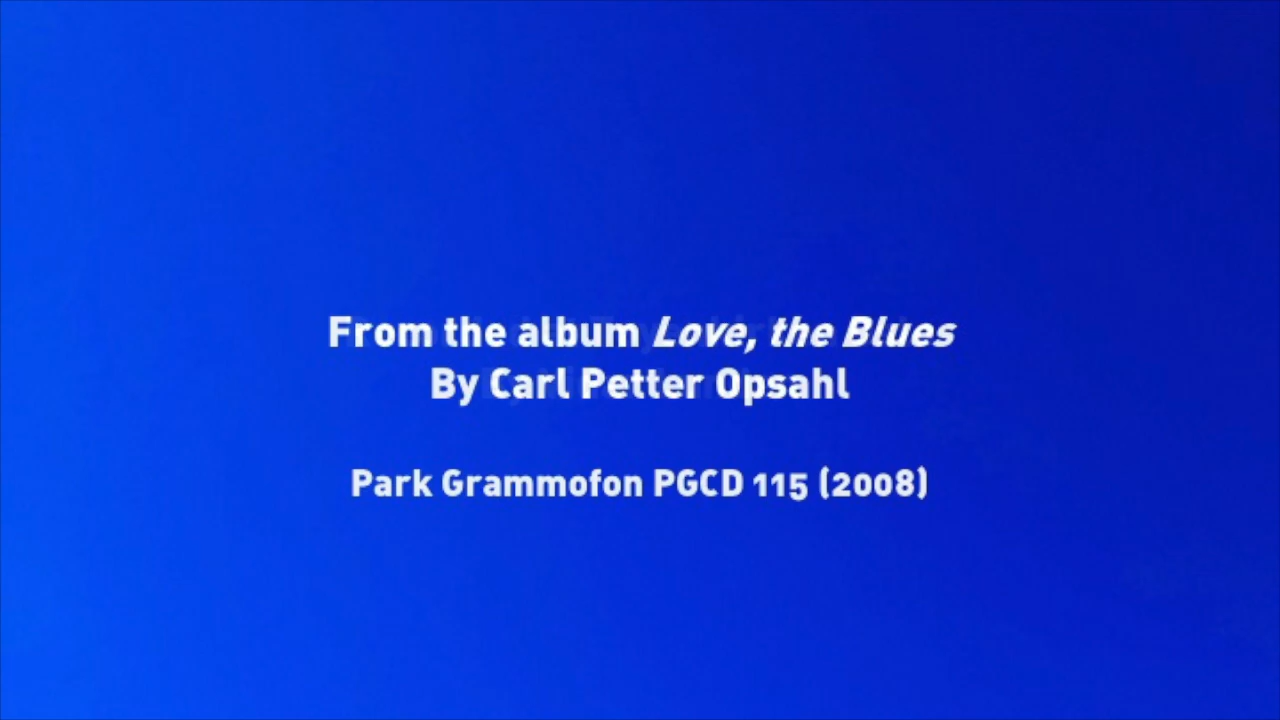 From the album Love, the Blues
By Carl Petter Opsahl
Park Grammofon PGCD 115 (2008)